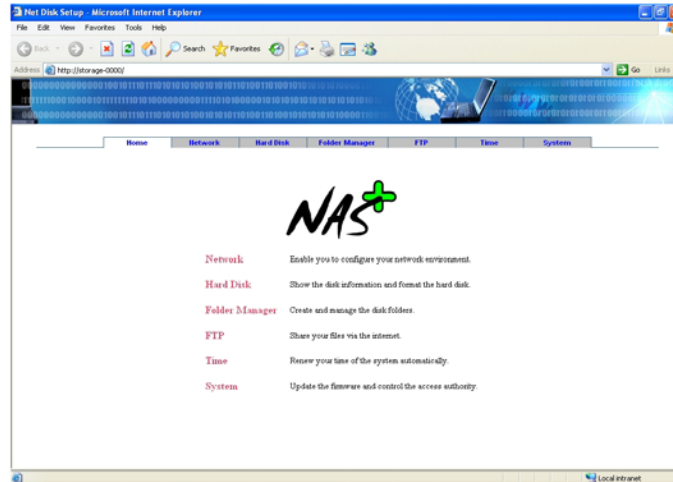 Net Disk Setup - Microsoft Internet Explorer
File Edit View Favorites Tools Help
Back Search Favorites
Address http://storage-0000/ Go Links
Home Network Hard Disk Folder Manager FTP Time System
NAS+
Network Enable you to configure your network environment.
Hard Disk Show the disk information and format the hard disk.
Folder Manager Create and manage the disk folders.
FTP Share your files via the internet.
Time Renew your time of the system automatically.
System Update the firmware and control the access authority.
Local intranet